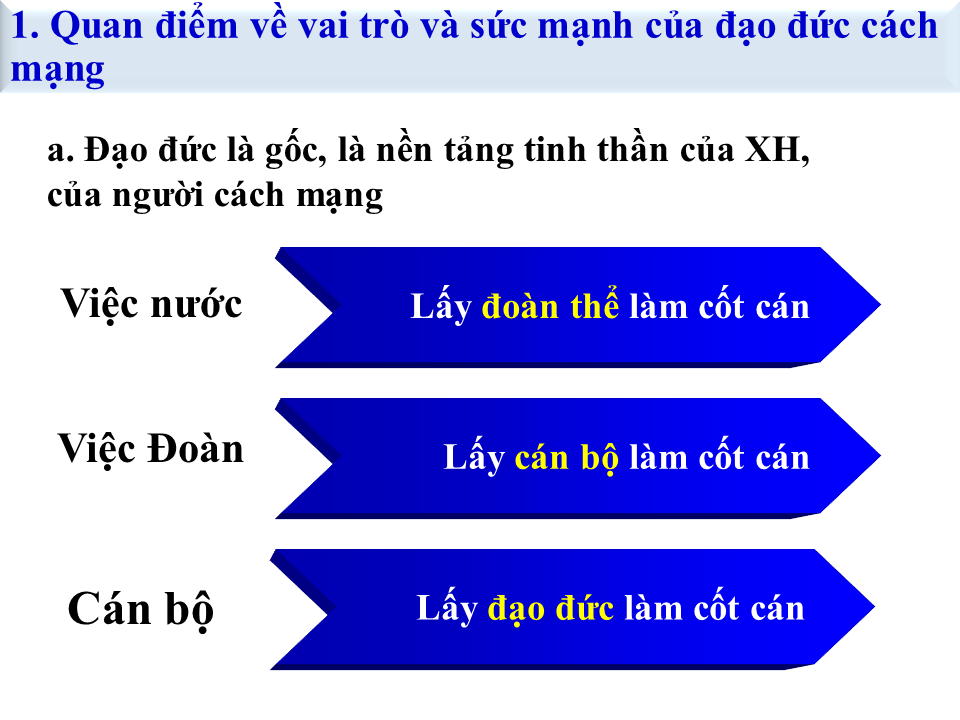 1. Quan điểm về vai trò và sức mạnh của đạo đức cách
mạng
a. Đạo đức là gốc, là nền tảng tinh thần của XH,
của người cách mạng
Việc nước
Lấy đoàn thể làm cốt cán
Việc Đoàn
Lấy cán bộ làm cốt cán
Cán bộ
Lấy đạo đức làm cốt cán